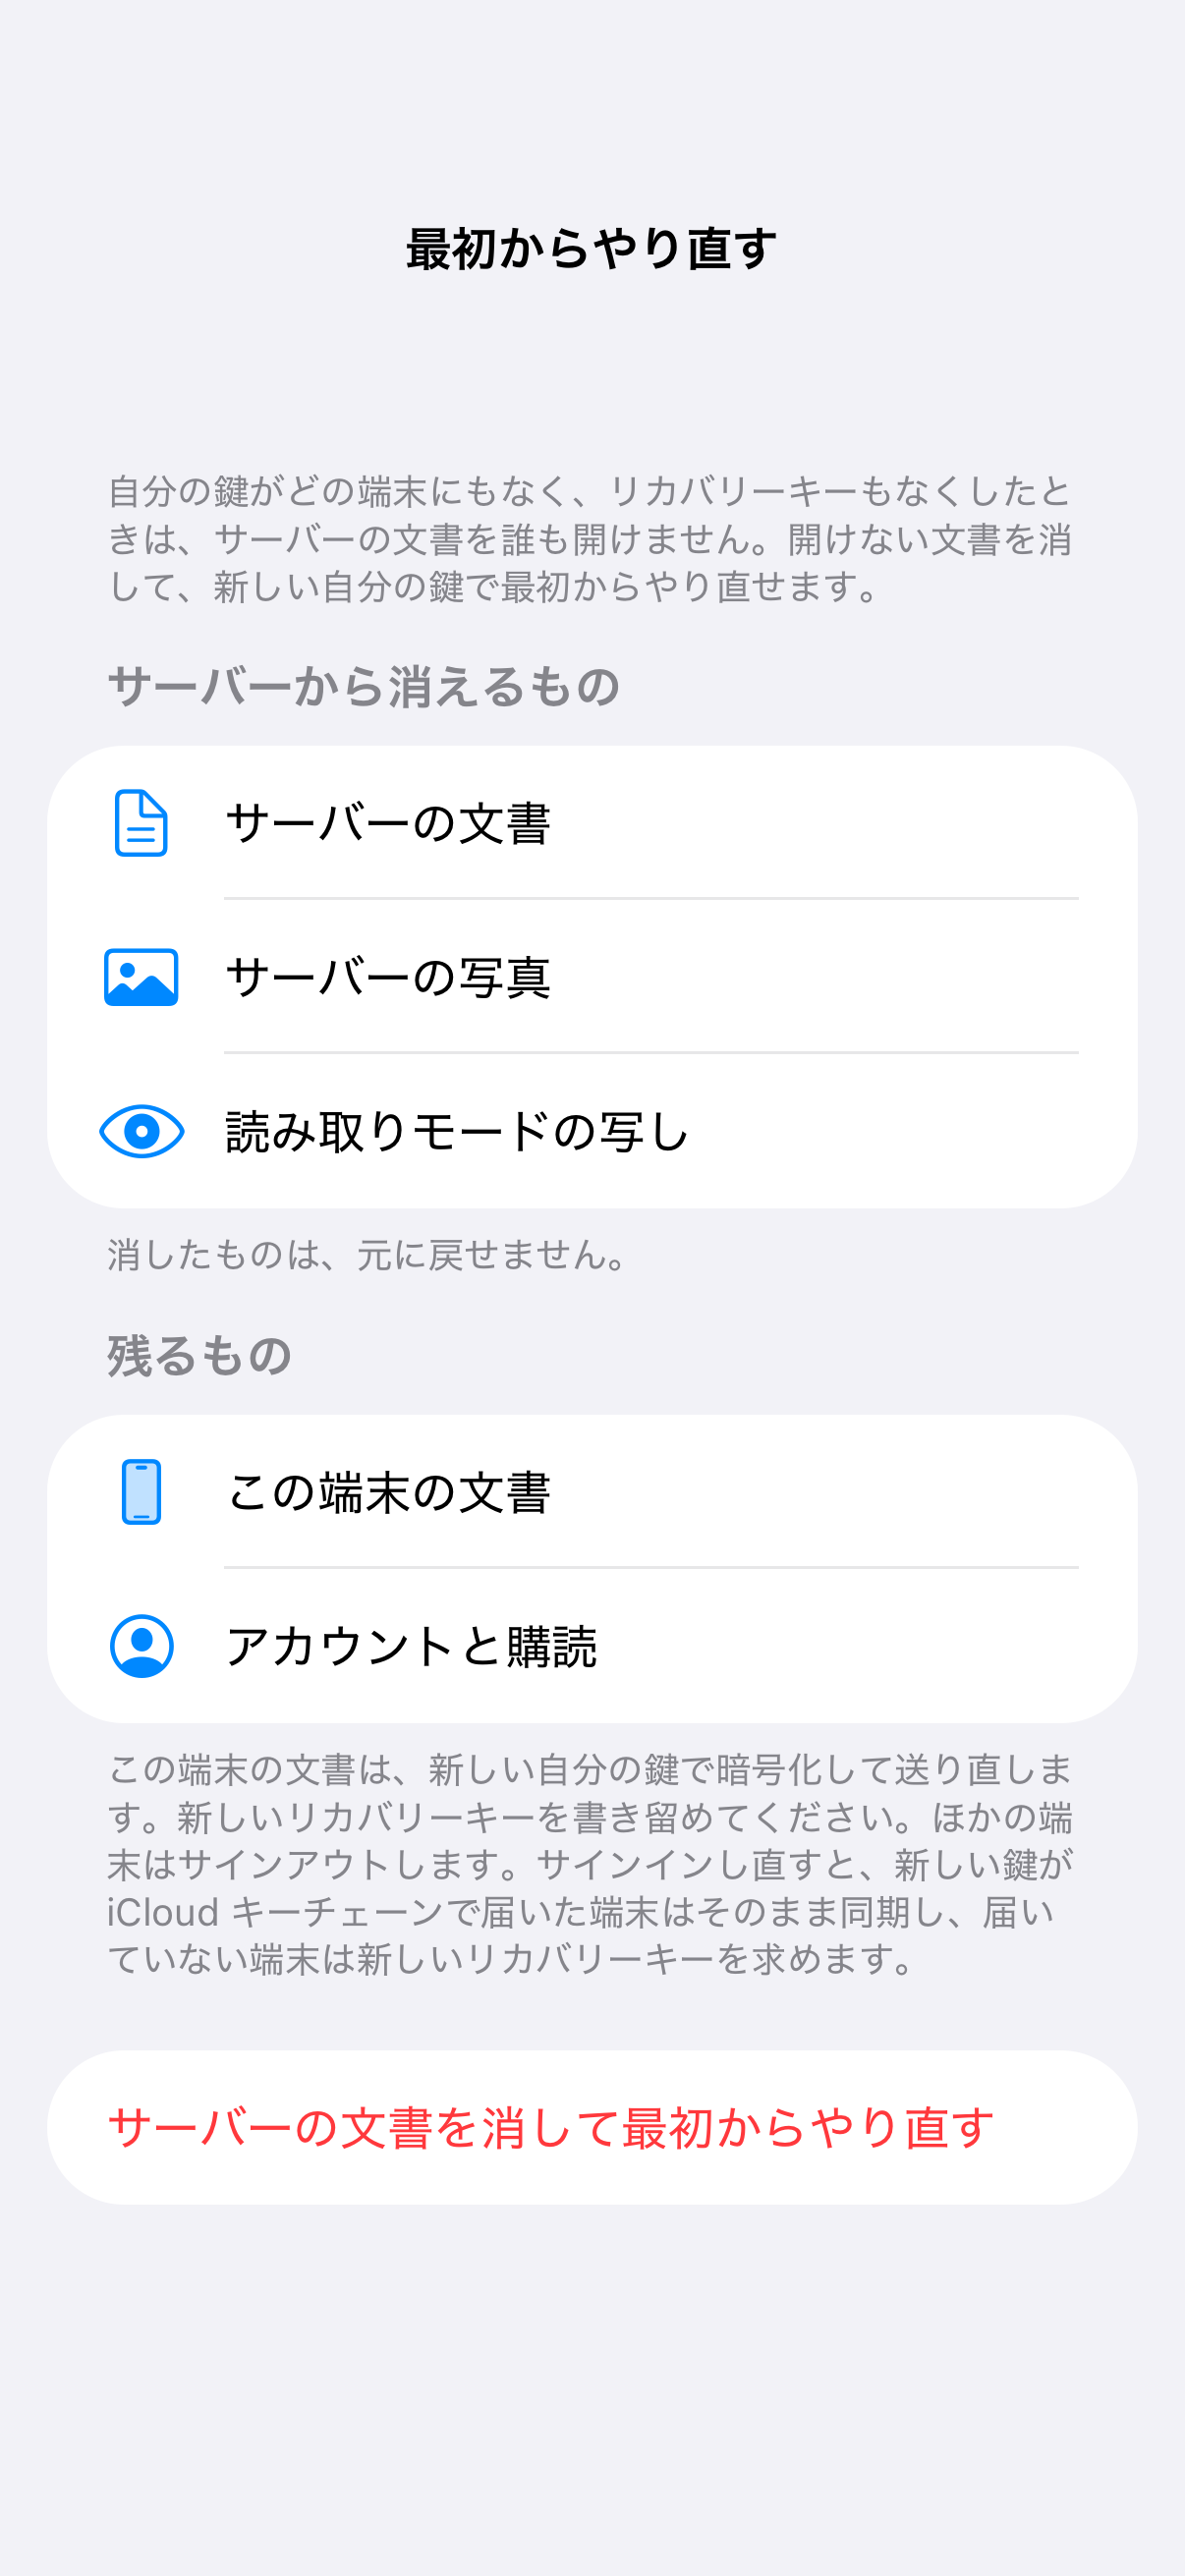 最初からやり直す
自分の鍵がどの端末にもなく、リカバリーキーもなくしたと
きは、サーバーの文書を誰も開けません。開けない文書を消
して、新しい自分の鍵で最初からやり直せます。
サーバーから消えるもの
サーバーの文書
サーバーの写真
読み取りモードの写し
消したものは、元に戻せません。
残るもの
この端末の文書
アカウントと購読
この端末の文書は、新しい自分の鍵で暗号化して送り直しま
す。新しいリカバリーキーを書き留めてください。ほかの端
末はサインアウトします。サインインし直すと、新しい鍵が
iCloud キーチェーンで届いた端末はそのまま同期し、届い
ていない端末は新しいリカバリーキーを求めます。
サーバーの文書を消して最初からやり直す